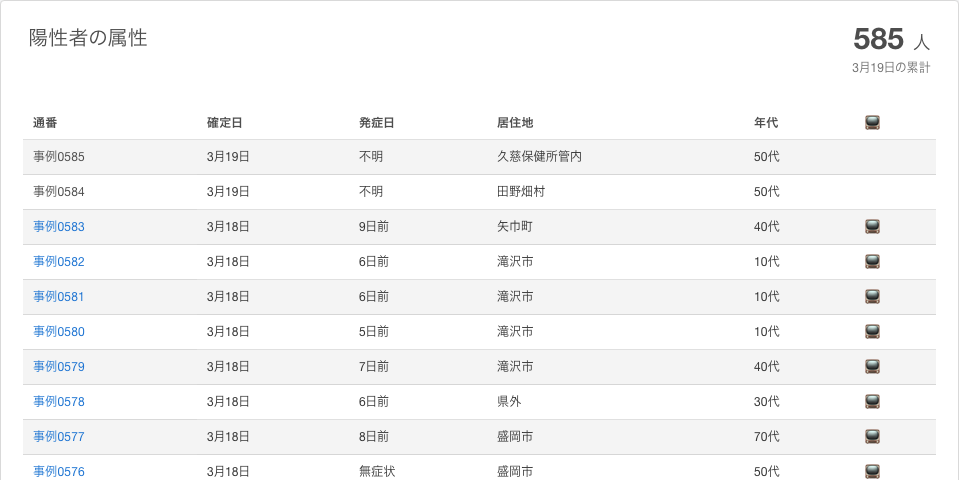 陽性者の属性
585 人
3月19日の累計
通番 確定日 発症日 居住地 年代
事例0585 3月19日 不明 久慈保健所管内 50代
事例0584 3月19日 不明 田野畑村 50代
事例0583 3月18日 9日前 矢巾町 40代
事例0582 3月18日 6日前 滝沢市 10代
事例0581 3月18日 6日前 滝沢市 10代
事例0580 3月18日 5日前 滝沢市 10代
事例0579 3月18日 7日前 滝沢市 40代
事例0578 3月18日 6日前 県外 30代
事例0577 3月18日 8日前 盛岡市 70代
事例0576 3月18日 無症状 盛岡市 50代